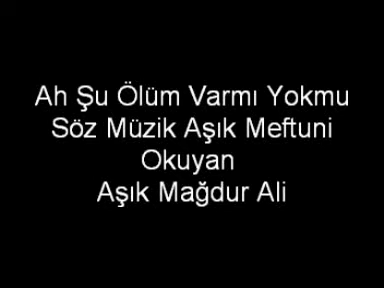 Ah Şu Ölüm Varmı Yokmu
Söz Müzik Aşık Meftuni
Okuyan
Aşık Mağdur Ali